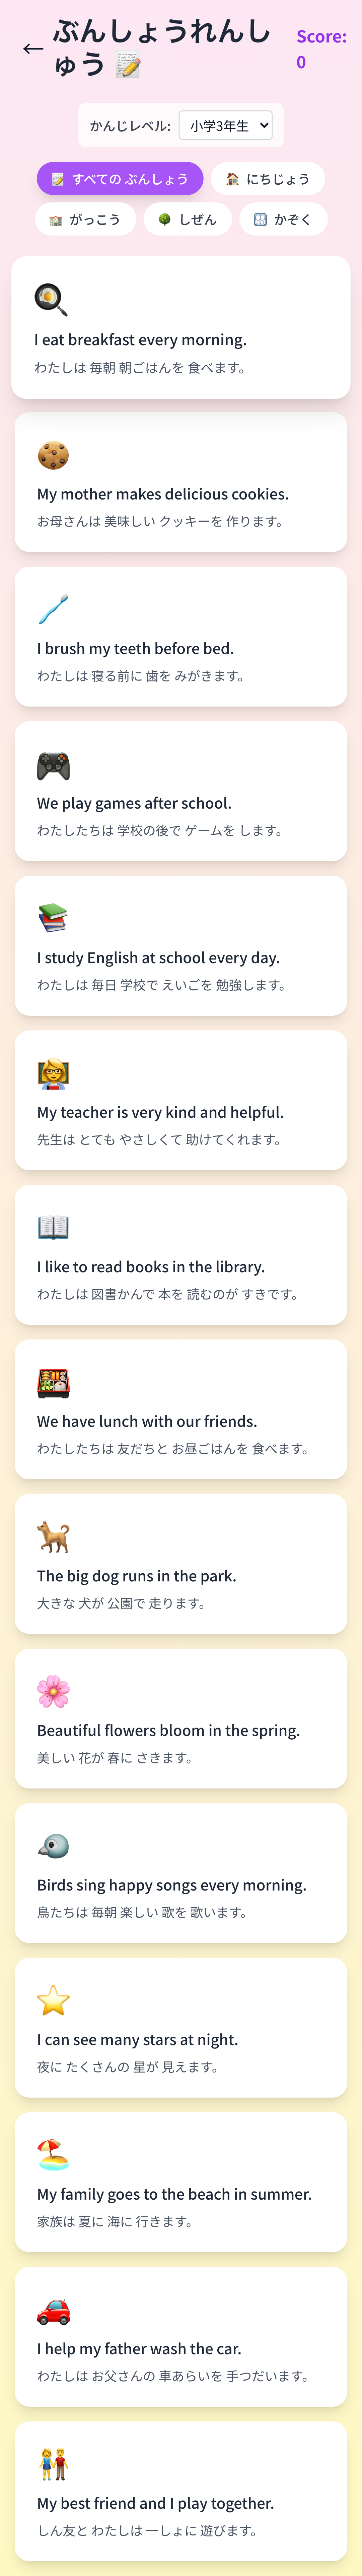 ←
ぶんしょうれんし
ゅう 📝
Score:
0
かんじレベル: 小学3年生
📝 すべての ぶんしょう
🏠 にちじょう
🏫 がっこう
🌳 しぜん
👨‍👩‍👧‍👦 かぞく
I eat breakfast every morning.
わたしは 毎朝 朝ごはんを 食べます。
My mother makes delicious cookies.
お母さんは 美味しい クッキーを 作ります。
I brush my teeth before bed.
わたしは 寝る前に 歯を みがきます。
We play games after school.
わたしたちは 学校の後で ゲームを します。
I study English at school every day.
わたしは 毎日 学校で えいごを 勉強します。
My teacher is very kind and helpful.
先生は とても やさしくて 助けてくれます。
I like to read books in the library.
わたしは 図書かんで 本を 読むのが すきです。
We have lunch with our friends.
わたしたちは 友だちと お昼ごはんを 食べます。
The big dog runs in the park.
大きな 犬が 公園で 走ります。
Beautiful flowers bloom in the spring.
美しい 花が 春に さきます。
Birds sing happy songs every morning.
鳥たちは 毎朝 楽しい 歌を 歌います。
I can see many stars at night.
夜に たくさんの 星が 見えます。
My family goes to the beach in summer.
家族は 夏に 海に 行きます。
I help my father wash the car.
わたしは お父さんの 車あらいを 手つだいます。
My best friend and I play together.
しん友と わたしは 一しょに 遊びます。